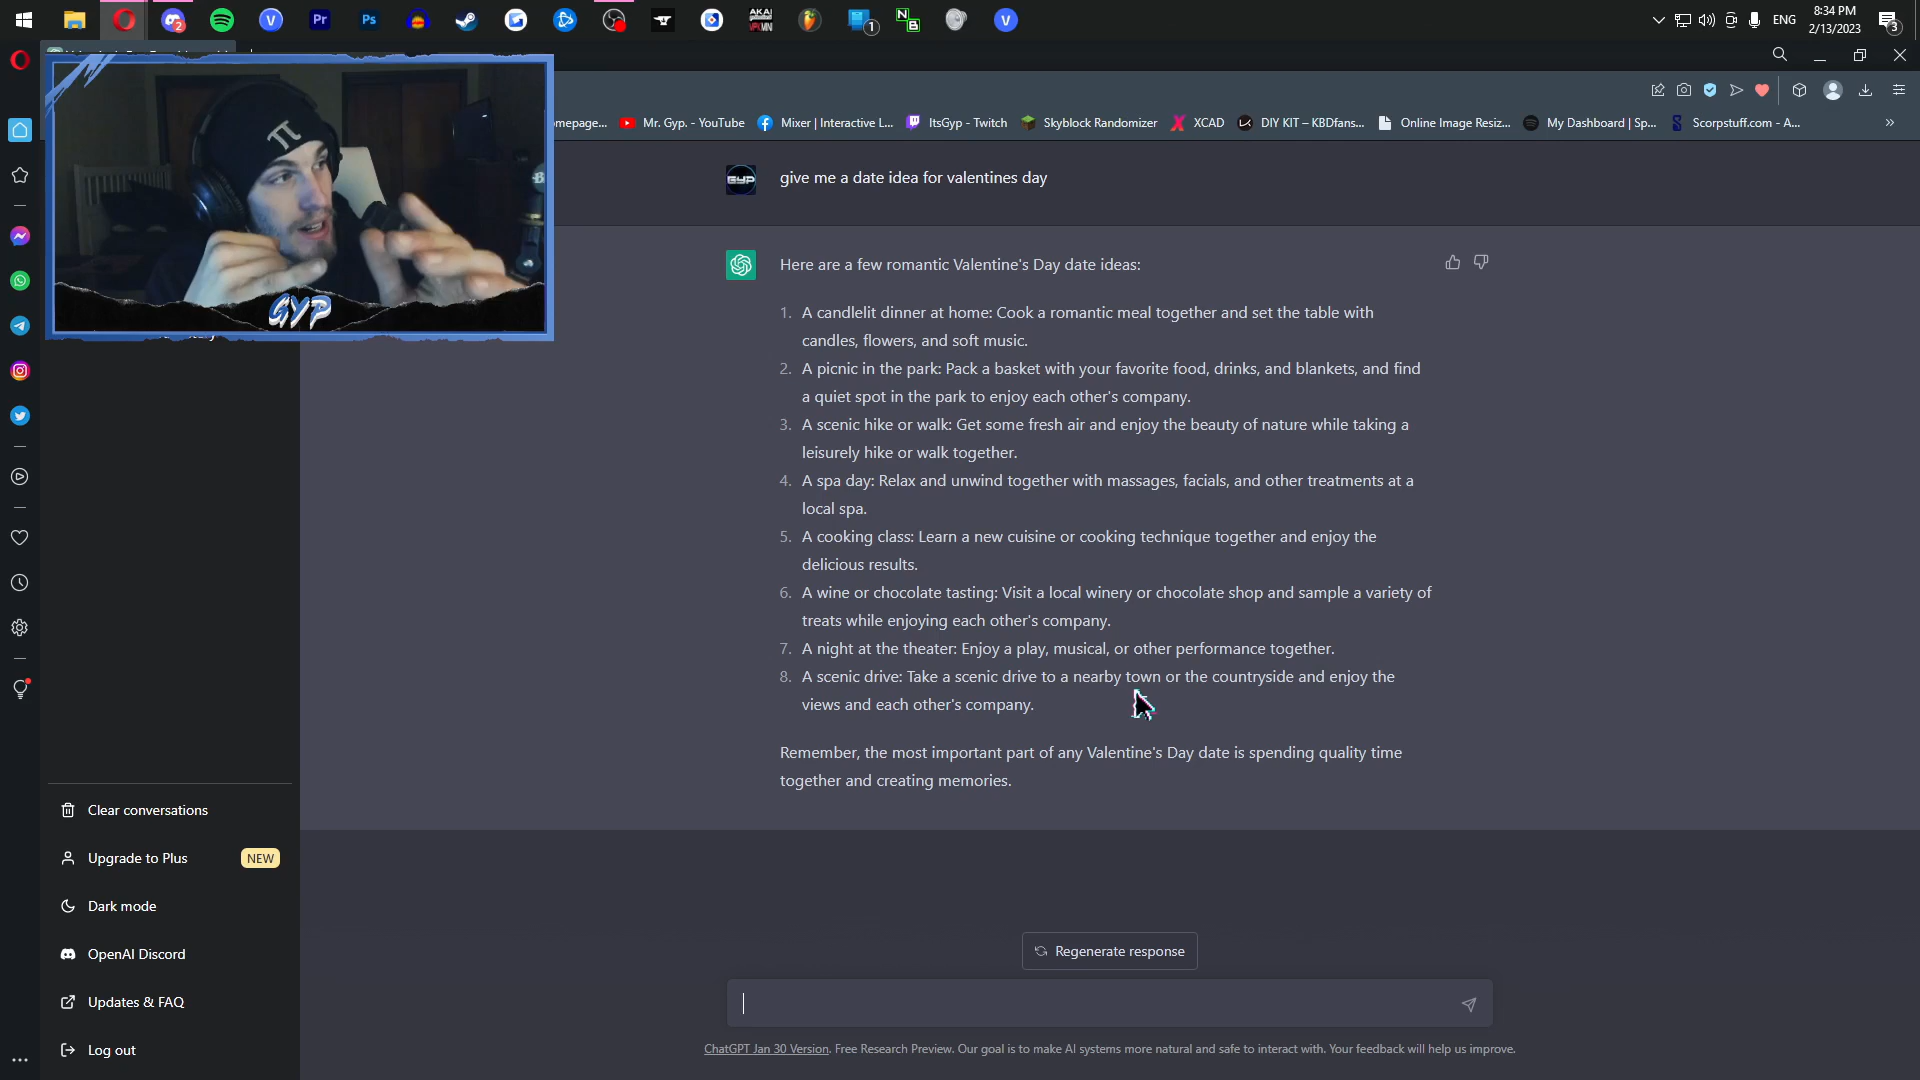 Pr
Ps
V
AKAI
2
1
N
B
V
ENG
8:34 PM
2/13/2023
3
omepage...
Mr. Gyp. - YouTube
Mixer | Interactive L...
ItsGyp - Twitch
Skyblock Randomizer
XCAD
DIY KIT – KBDfans...
Online Image Resiz...
My Dashboard | Sp...
Scorpstuff.com - A...
»
π
GYP
GYP
give me a date idea for valentines day
Here are a few romantic Valentine's Day date ideas:
1. A candlelit dinner at home: Cook a romantic meal together and set the table with
candles, flowers, and soft music.
2. A picnic in the park: Pack a basket with your favorite food, drinks, and blankets, and find
a quiet spot in the park to enjoy each other's company.
3. A scenic hike or walk: Get some fresh air and enjoy the beauty of nature while taking a
leisurely hike or walk together.
4. A spa day: Relax and unwind together with massages, facials, and other treatments at a
local spa.
5. A cooking class: Learn a new cuisine or cooking technique together and enjoy the
delicious results.
6. A wine or chocolate tasting: Visit a local winery or chocolate shop and sample a variety of
treats while enjoying each other's company.
7. A night at the theater: Enjoy a play, musical, or other performance together.
8. A scenic drive: Take a scenic drive to a nearby town or the countryside and enjoy the
views and each other's company.
Remember, the most important part of any Valentine's Day date is spending quality time
together and creating memories.
Clear conversations
Upgrade to Plus NEW
Dark mode
OpenAI Discord
Updates & FAQ
Log out
Regenerate response
ChatGPT Jan 30 Version. Free Research Preview. Our goal is to make AI systems more natural and safe to interact with. Your feedback will help us improve.